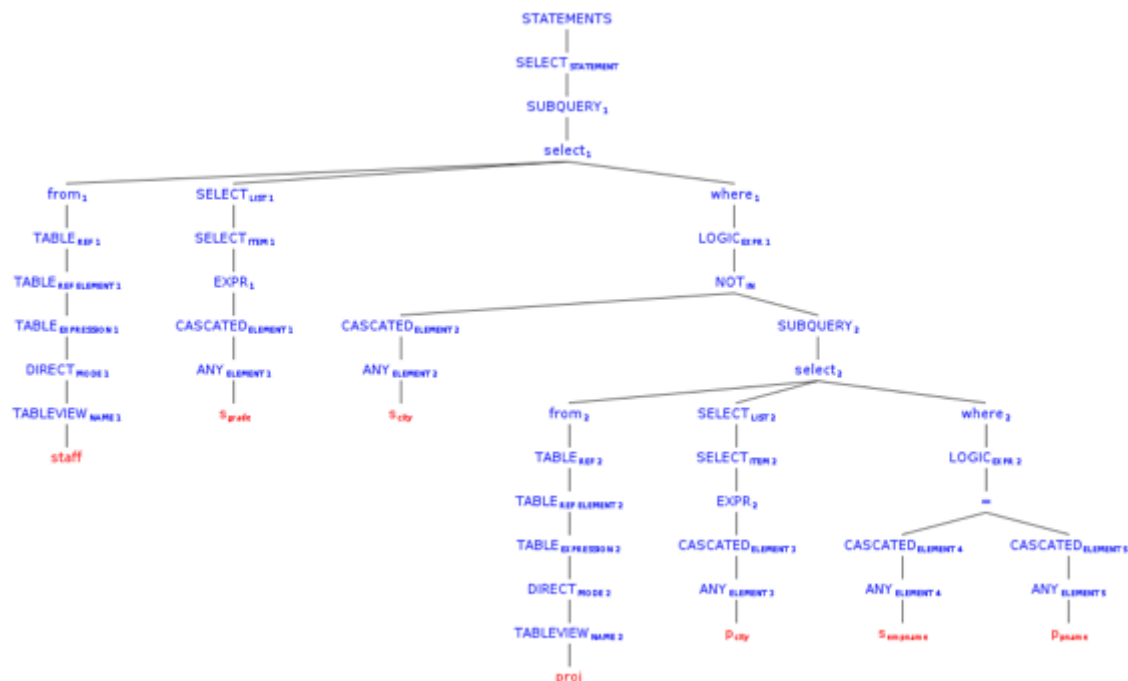 STATEMENTS
SELECT STATEMENT
SUBQUERY 1
select 1
from 1 SELECT LIST 1 where 1
TABLE REF 1 SELECT ITEM 1 LOGIC EXPR 1
TABLE REF ELEMENT 1 EXPR 1 NOT IN
TABLE EXPRESSION 1 CASCATED ELEMENT 1 CASCATED ELEMENT 2 SUBQUERY 2
DIRECT MODE 1 ANY ELEMENT 1 ANY ELEMENT 2 select 2
TABLEVIEW NAME 1 s grade s city from 2 SELECT LIST 2 where 2
staff TABLE REF 2 SELECT ITEM 2 LOGIC EXPR 2
TABLE REF ELEMENT 2 EXPR 2 =
TABLE EXPRESSION 2 CASCATED ELEMENT 3 CASCATED ELEMENT 4 CASCATED ELEMENT 5
DIRECT MODE 2 ANY ELEMENT 3 ANY ELEMENT 4 ANY ELEMENT 5
TABLEVIEW NAME 2 p city s empname p pname
proj